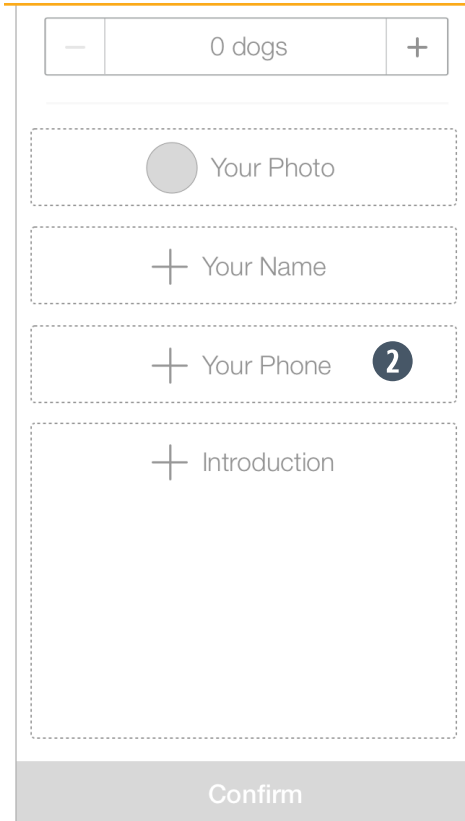 − 0 dogs +
Your Photo
+ Your Name
+ Your Phone 2
+ Introduction
Confirm